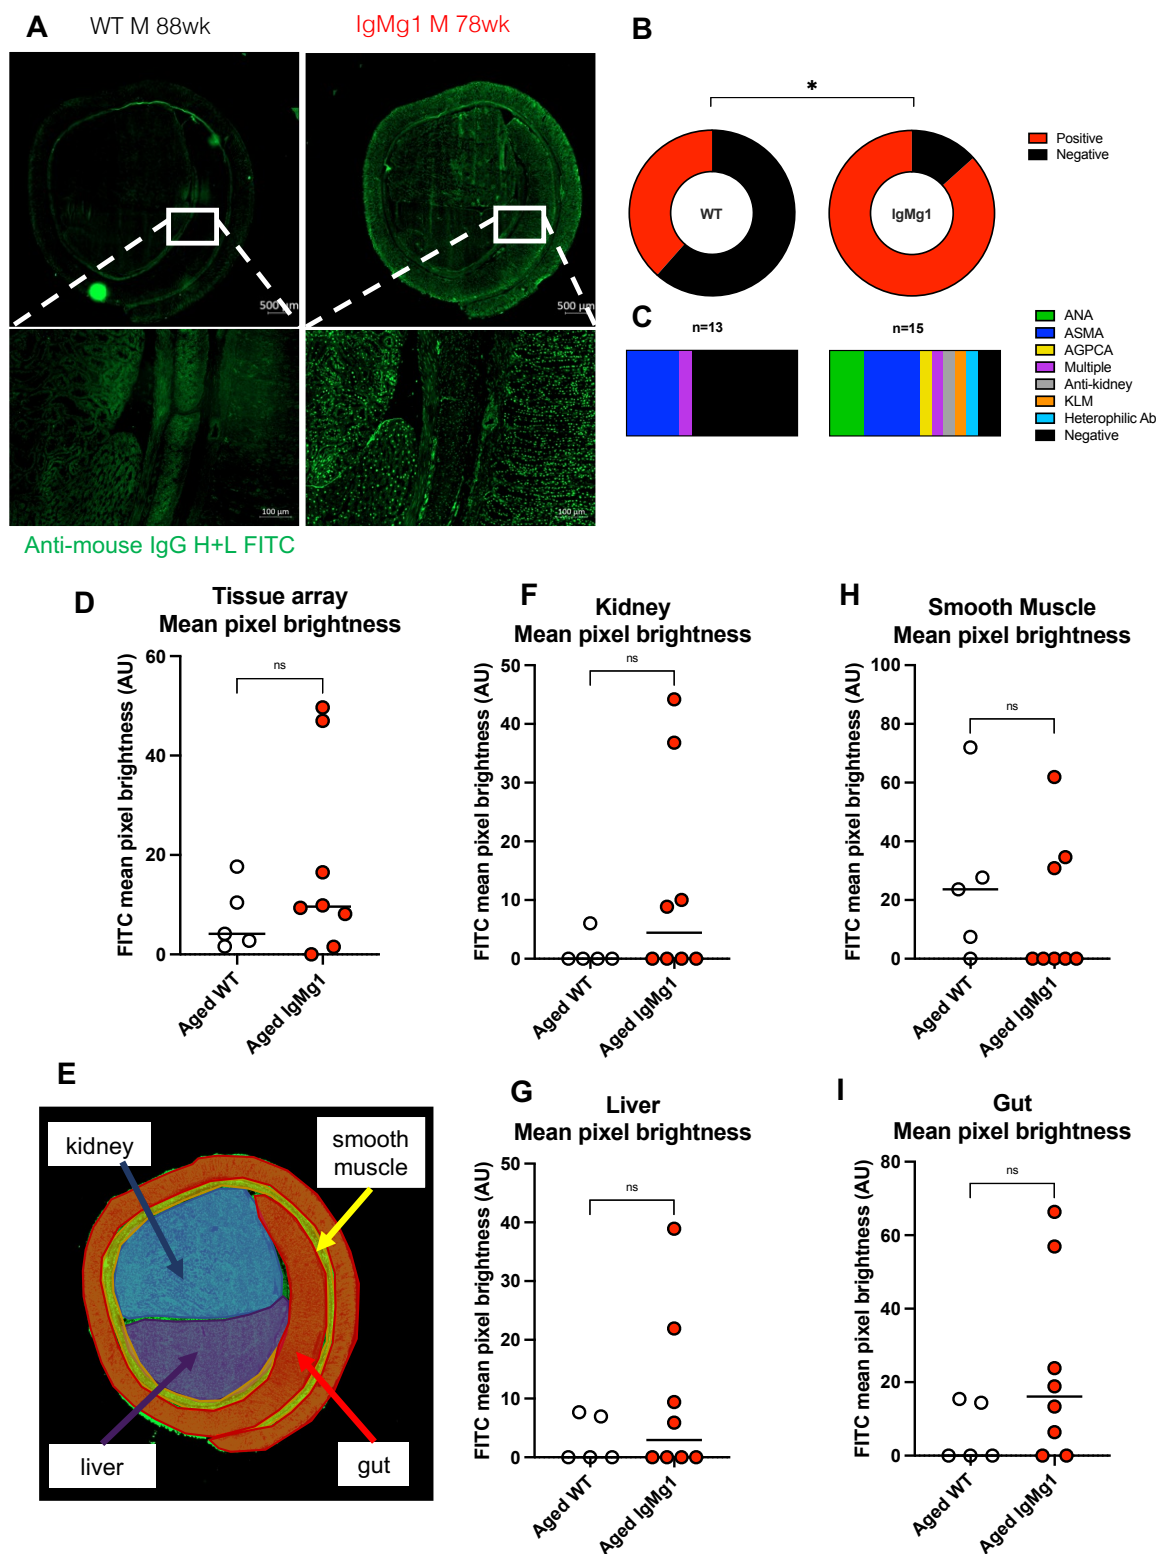 A
WT M 88wk
IgMg1 M 78wk
500 µm
500 µm
100 µm
100 µm
Anti-mouse IgG H+L FITC
B
*
WT
IgMg1
Positive
Negative
C
n=13
n=15
ANA
ASMA
AGPCA
Multiple
Anti-kidney
KLM
Heterophilic Ab
Negative
D
Tissue array
Mean pixel brightness
FITC mean pixel brightness (AU)
60
40
20
0
ns
Aged WT
Aged IgMg1
F
Kidney
Mean pixel brightness
FITC mean pixel brightness (AU)
50
40
30
20
10
0
ns
Aged WT
Aged IgMg1
H
Smooth Muscle
Mean pixel brightness
FITC mean pixel brightness (AU)
100
80
60
40
20
0
ns
Aged WT
Aged IgMg1
E
kidney
smooth
muscle
liver
gut
G
Liver
Mean pixel brightness
FITC mean pixel brightness (AU)
50
40
30
20
10
0
ns
Aged WT
Aged IgMg1
I
Gut
Mean pixel brightness
FITC mean pixel brightness (AU)
80
60
40
20
0
ns
Aged WT
Aged IgMg1